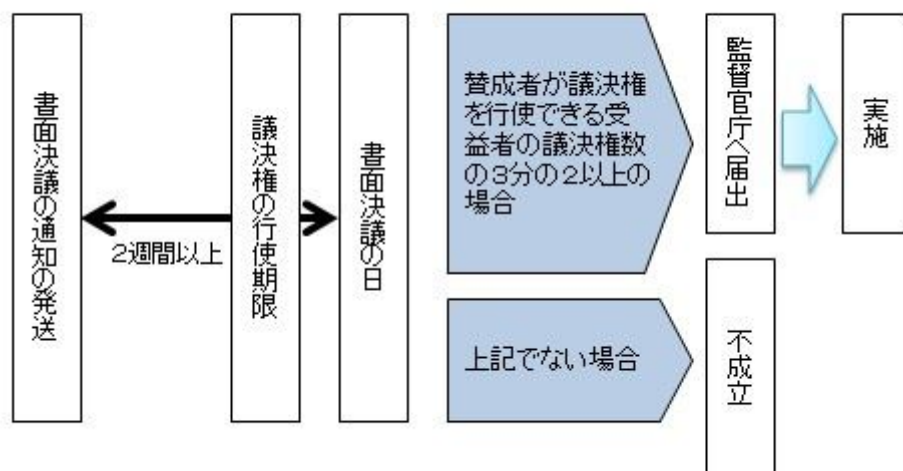 書面決議の通知の発送
2週間以上
議決権の行使期限
書面決議の日
賛成者が議決権
を行使できる受
益者の議決権数
の3分の2以上の
場合
監督官庁へ届出
実施
上記でない場合
不成立